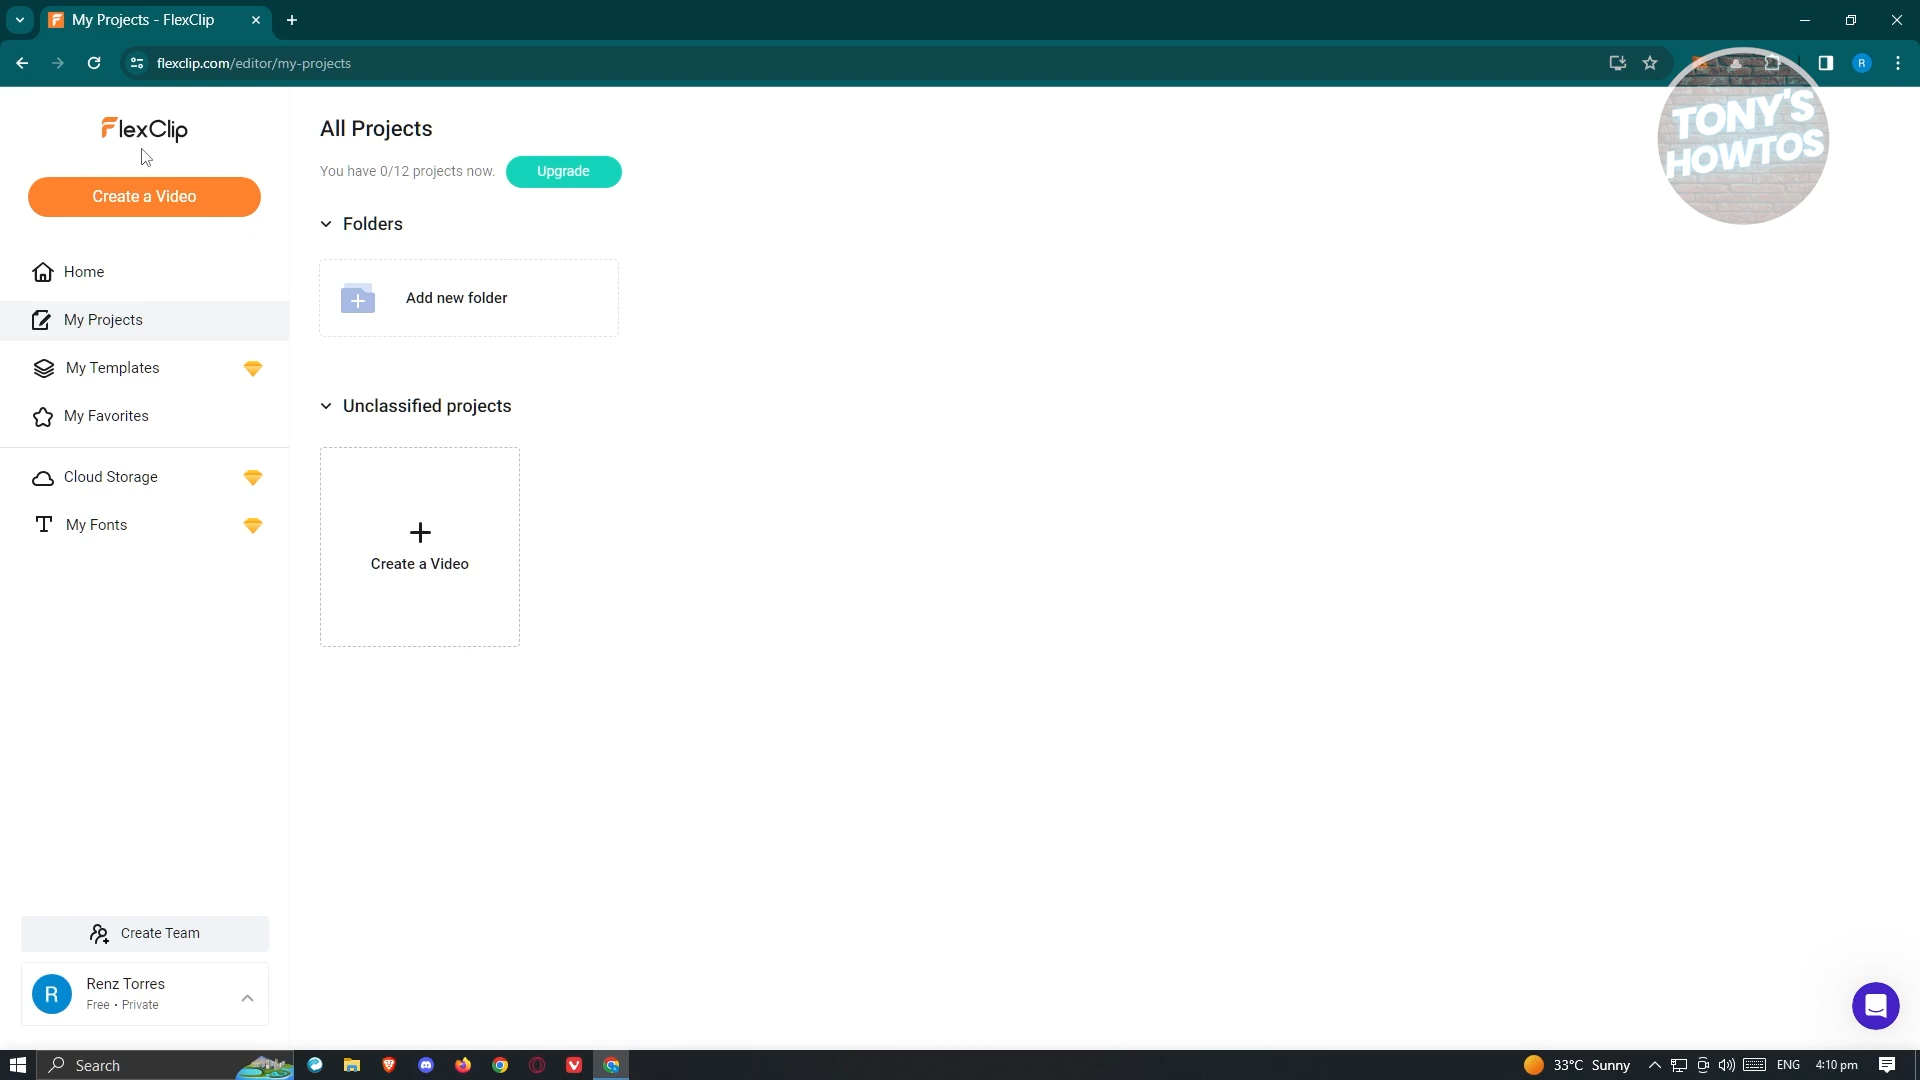 My Projects - FlexClip
flexclip.com/editor/my-projects
R
TONY'S
HOWTOS
FlexClip
Create a Video
Home
My Projects
My Templates
My Favorites
Cloud Storage
My Fonts
All Projects
You have 0/12 projects now.
Upgrade
Folders
Add new folder
Unclassified projects
Create a Video
Create Team
R
Renz Torres
Free • Private
Search
33°C Sunny
ENG
4:10 pm